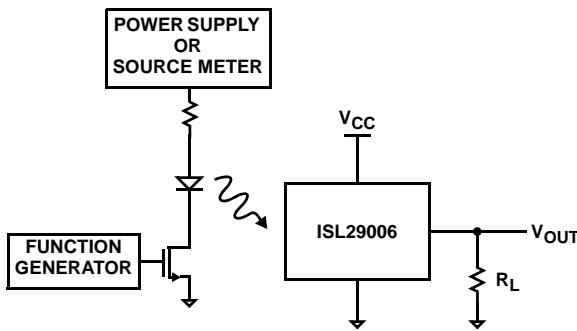 POWER SUPPLY
OR
SOURCE METER
VCC
ISL29006
VOUT
FUNCTION
GENERATOR
RL